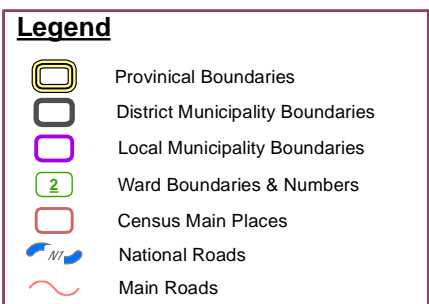 Legend
Provinical Boundaries
District Municipality Boundaries
Local Municipality Boundaries
2 Ward Boundaries & Numbers
Census Main Places
N1 National Roads
Main Roads